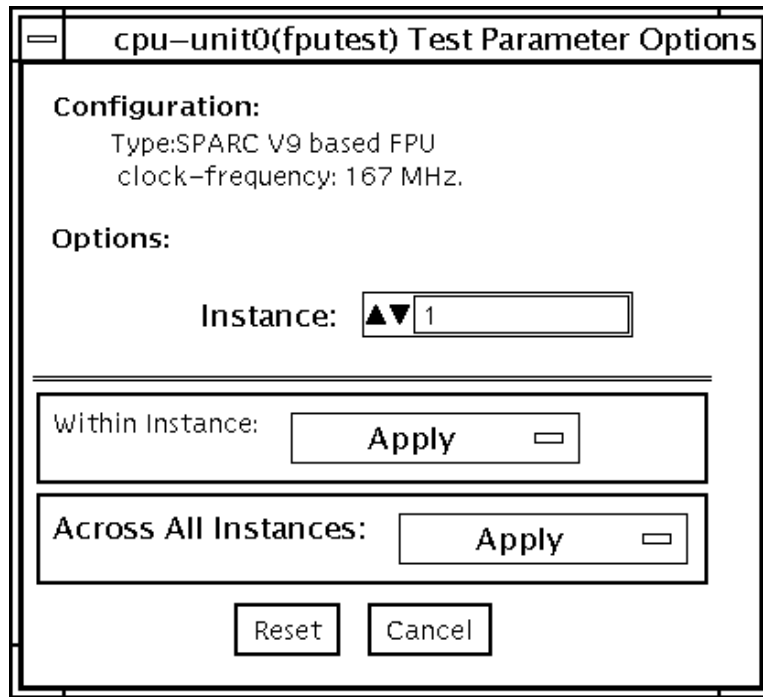 cpu-unit0(fputest) Test Parameter Options
Configuration:
Type:SPARC V9 based FPU
clock-frequency: 167 MHz.
Options:
Instance: 1
Within Instance: Apply
Across All Instances: Apply
Reset Cancel